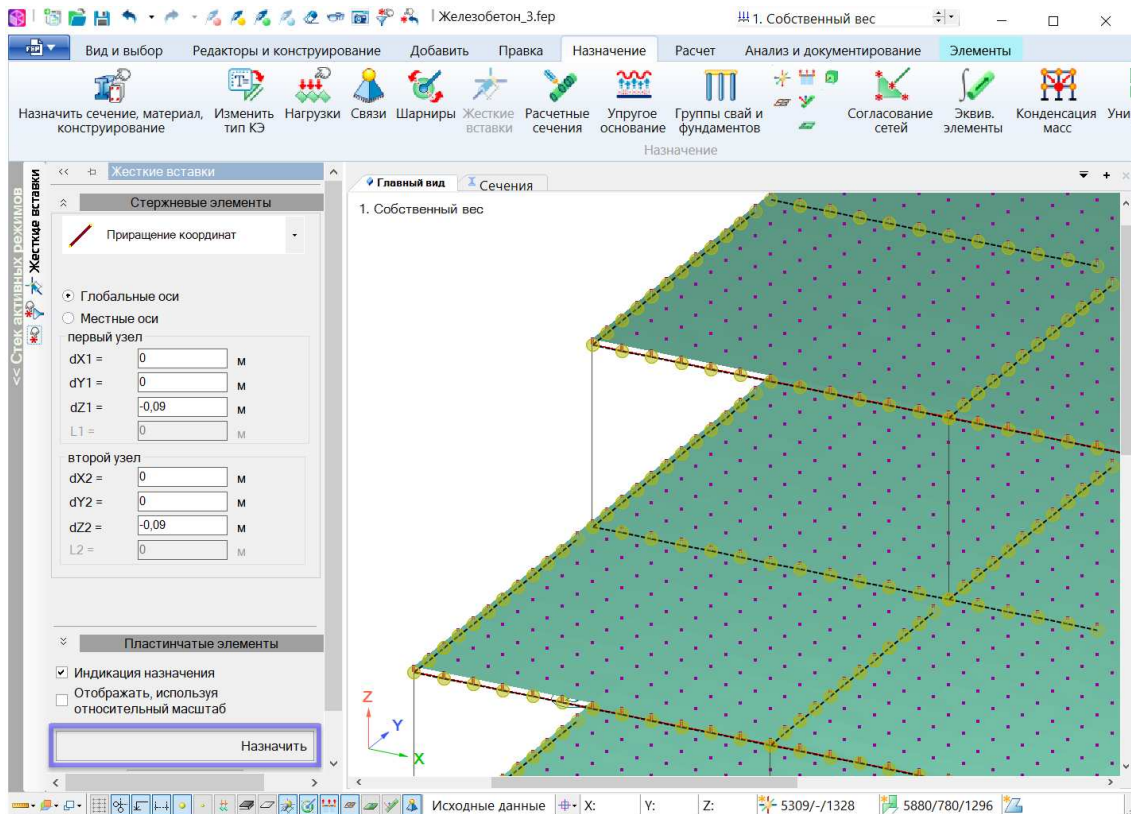 Железобетон_3.fep
1. Собственный вес
Вид и выбор Редакторы и конструирование Добавить Правка Назначение Расчет Анализ и документирование Элементы
Назначить сечение, материал, конструирование
Изменить тип КЭ
Нагрузки
Связи
Шарниры
Жесткие вставки
Расчетные сечения
Упругое основание
Группы свай и фундаментов
Согласование сетей
Эквив. элементы
Конденсация масс
Уни
Назначение
<< Стек активных режимов
Жесткие вставки
<< Жесткие вставки
Стержневые элементы
Приращение координат
Глобальные оси
Местные оси
первый узел
dX1 = 0 м
dY1 = 0 м
dZ1 = -0,09 м
L1 = 0 м
второй узел
dX2 = 0 м
dY2 = 0 м
dZ2 = -0,09 м
L2 = 0 м
Пластинчатые элементы
Индикация назначения
Отображать, используя
относительный масштаб
Назначить
Главный вид Сечения
1. Собственный вес
Z
Y
X
Исходные данные X: Y: Z: 5309/-/1328 5880/780/1296